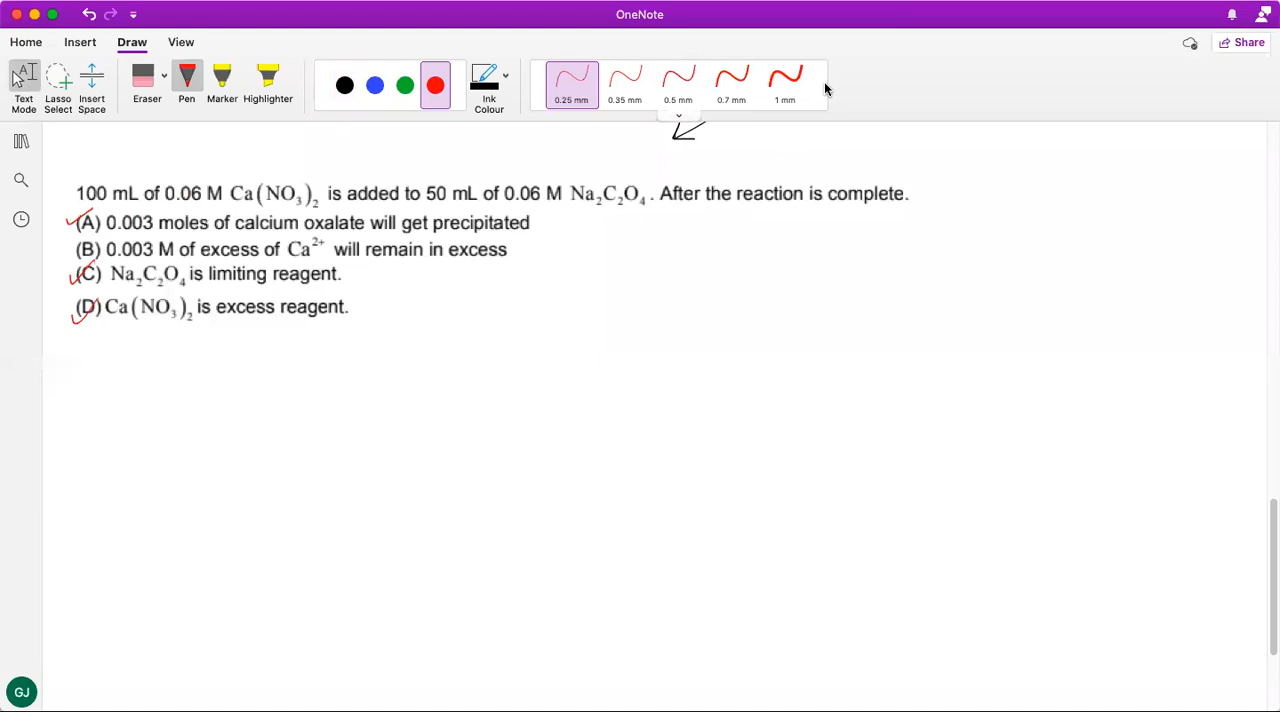 OneNote
Home Insert Draw View
Share
Text Mode
Lasso Select
Insert Space
Eraser
Pen
Marker
Highlighter
Ink Colour
0.25 mm
0.35 mm
0.5 mm
0.7 mm
1 mm
100 mL of 0.06 M Ca(NO₃)₂ is added to 50 mL of 0.06 M Na₂C₂O₄. After the reaction is complete.
(A) 0.003 moles of calcium oxalate will get precipitated
(B) 0.003 M of excess of Ca²⁺ will remain in excess
(C) Na₂C₂O₄ is limiting reagent.
(D) Ca(NO₃)₂ is excess reagent.
GJ